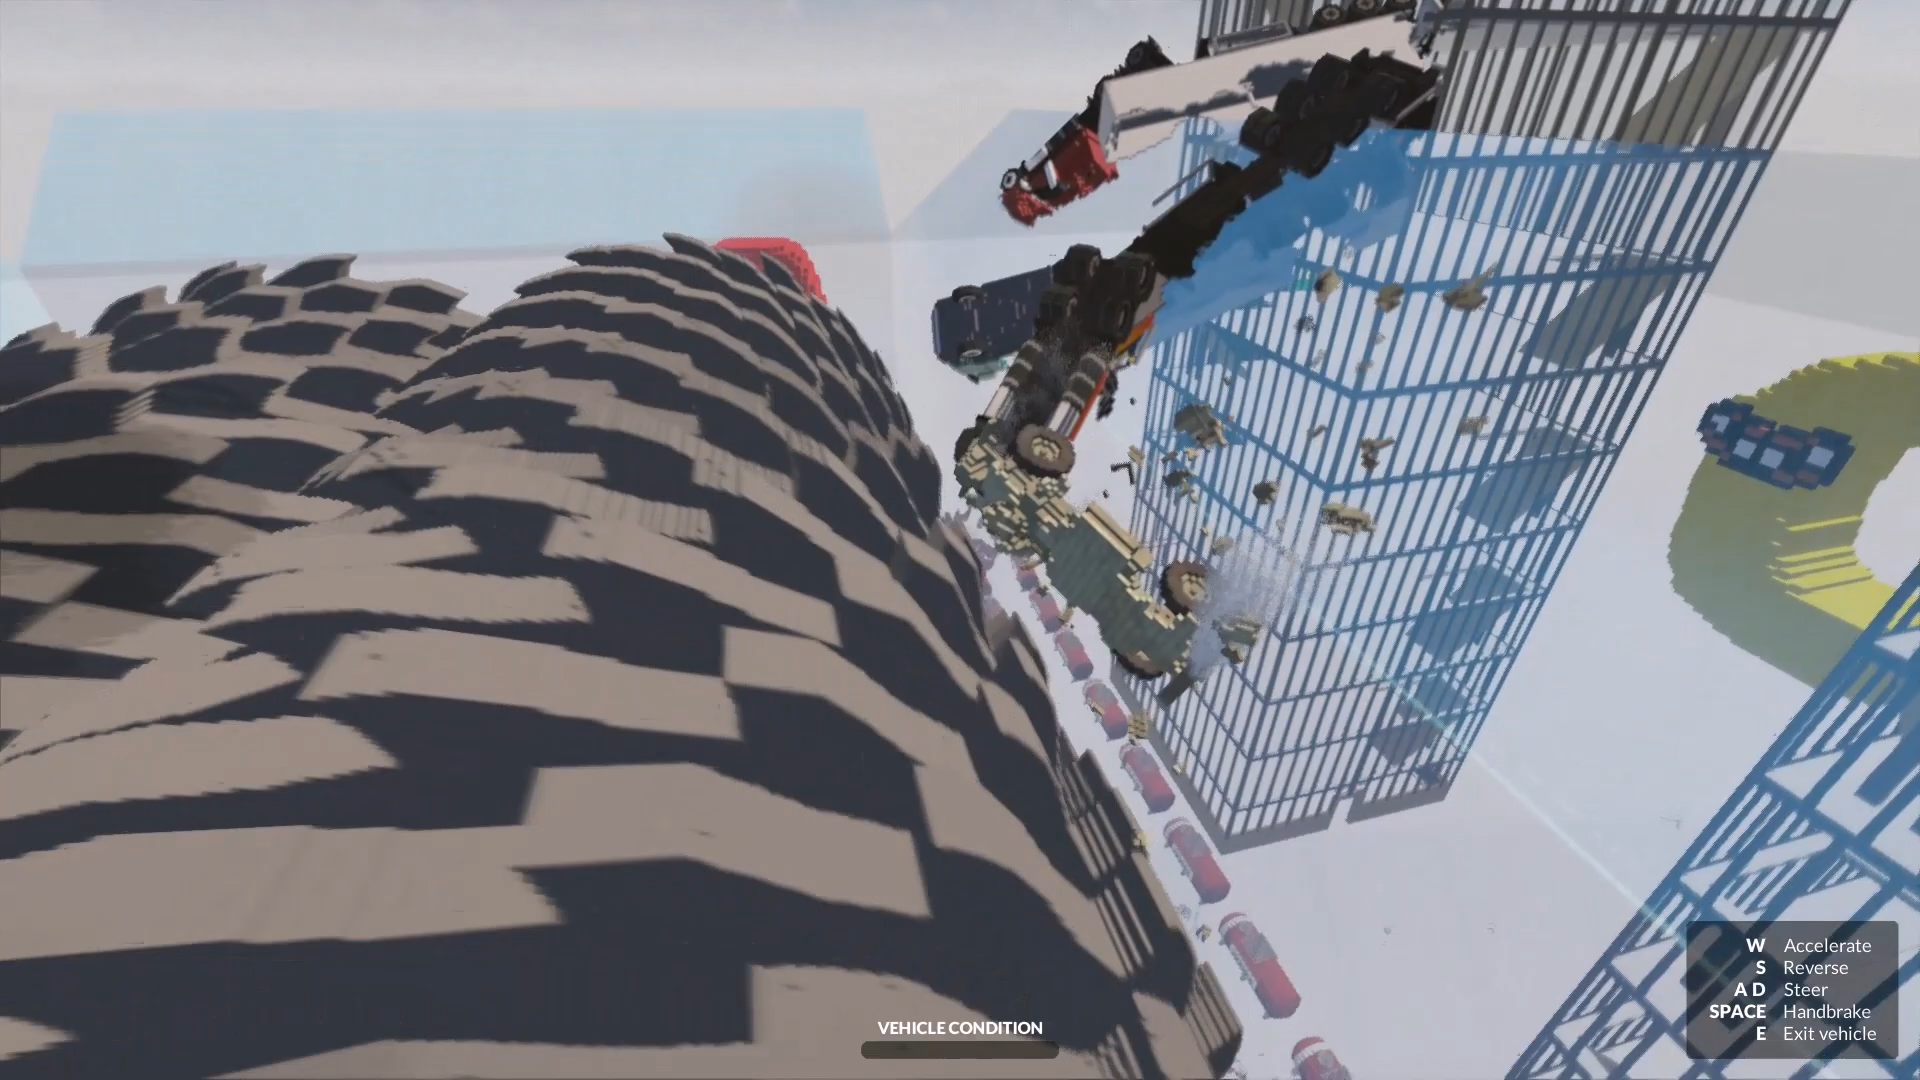 W Accelerate
S Reverse
A D Steer
SPACE Handbrake
E Exit vehicle
VEHICLE CONDITION